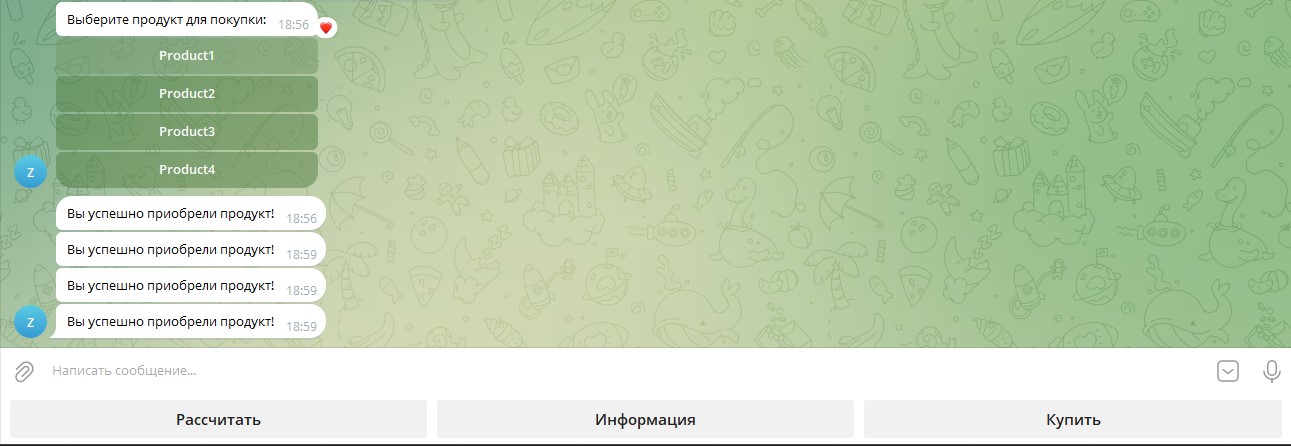 Выберите продукт для покупки: 18:56
Product1
Product2
Product3
Product4
Z
Вы успешно приобрели продукт! 18:56
Вы успешно приобрели продукт! 18:59
Вы успешно приобрели продукт! 18:59
Вы успешно приобрели продукт! 18:59
Z
Написать сообщение...
Рассчитать
Информация
Купить